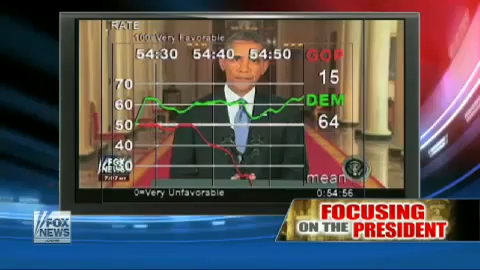 RATE
100=Very Favorable
54:30 54:40 54:50
GOP
15
DEM
64
70
60
50
40
30
mean
0=Very Unfavorable
0:54:56
FOX
NEWS
FOX
NEWS
FOCUSING
ON THE PRESIDENT